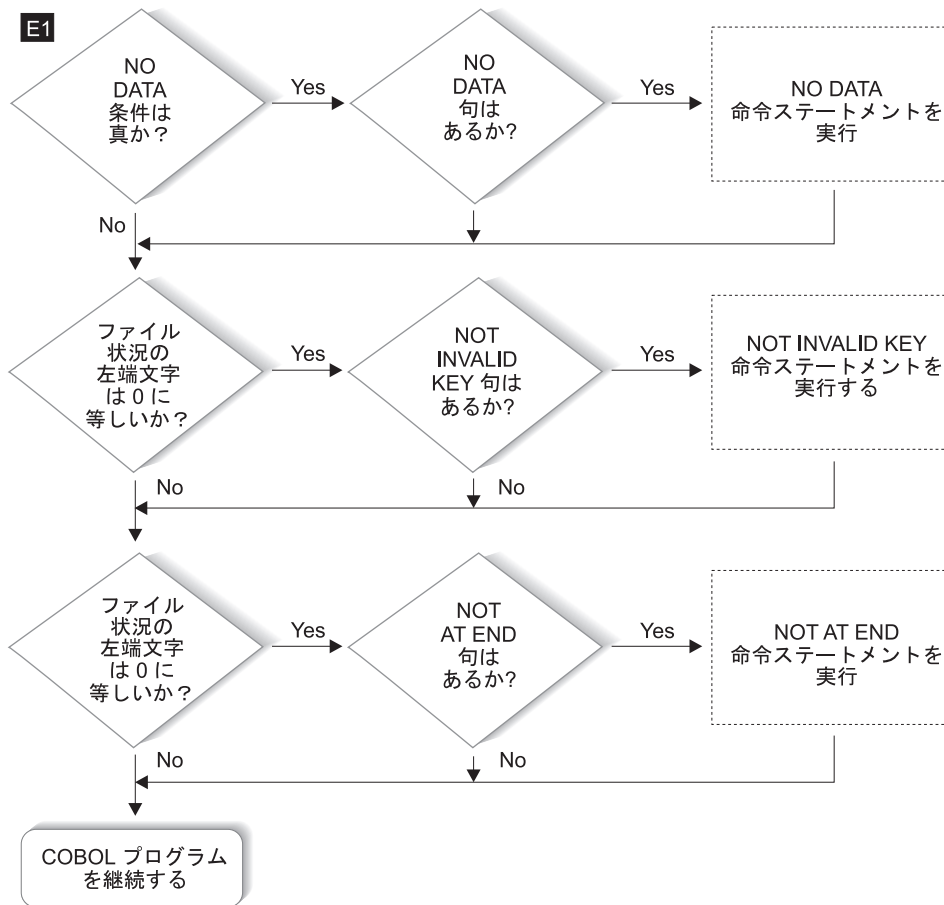 E1
NO
DATA
条件は
真か？
Yes
NO
DATA
句は
あるか?
Yes
NO DATA
命令ステートメントを
実行
No
ファイル
状況の
左端文字
は 0 に
等しいか？
Yes
NOT
INVALID
KEY 句は
あるか?
Yes
NOT INVALID KEY
命令ステートメントを
実行する
No
No
ファイル
状況の
左端文字
は 0 に
等しいか？
Yes
NOT
AT END
句は
あるか?
Yes
NOT AT END
命令ステートメントを
実行
No
No
COBOL プログラム
を継続する